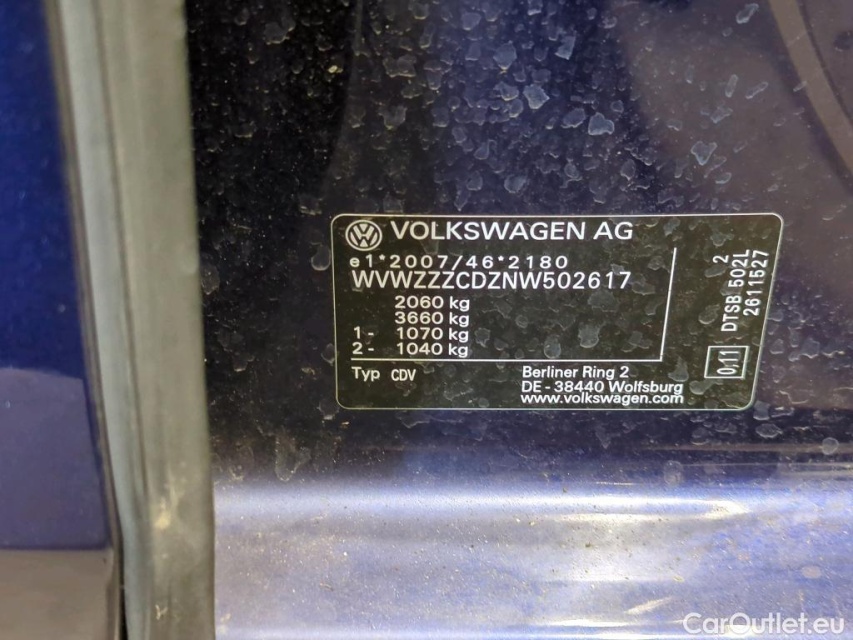 VOLKSWAGEN AG
e1*2007/46*2180
WVWZZZCDZNW502617
2060 kg
3660 kg
1- 1070 kg
2- 1040 kg
Typ CDV
Berliner Ring 2
DE - 38440 Wolfsburg
www.volkswagen.com
2
DTSB 502L
2611527
0.11
CarOutlet.eu